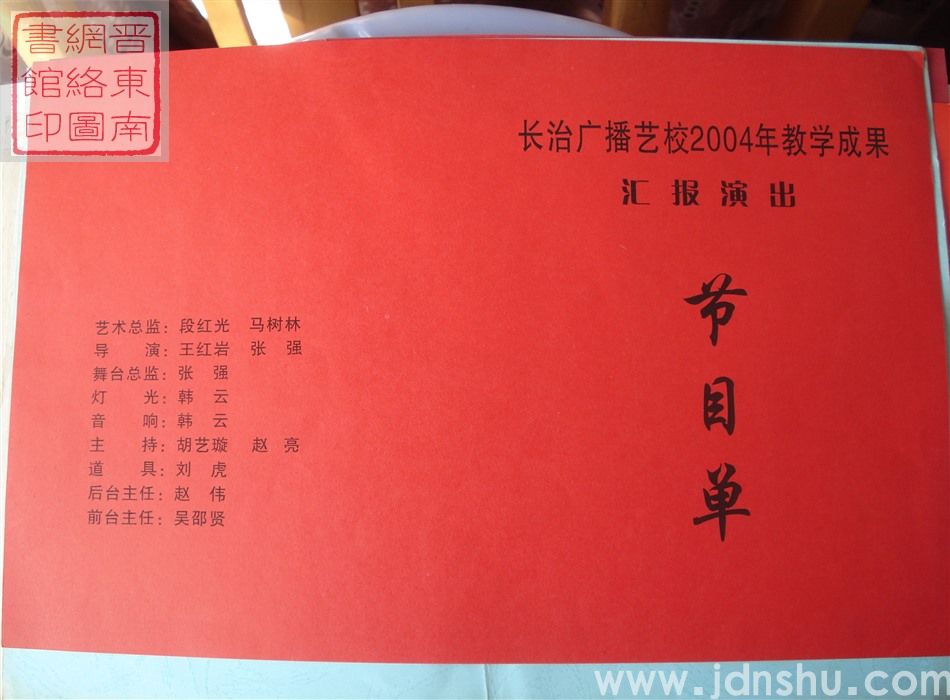 晋东南
網絡圖
書館印
长治广播艺校2004年教学成果
汇报演出
节目单
艺术总监：段红光 马树林
导 演：王红岩 张 强
舞台总监：张 强
灯 光：韩 云
音 响：韩 云
主 持：胡艺璇 赵 亮
道 具：刘 虎
后台主任：赵 伟
前台主任：吴邵贤
www.jdnshu.com